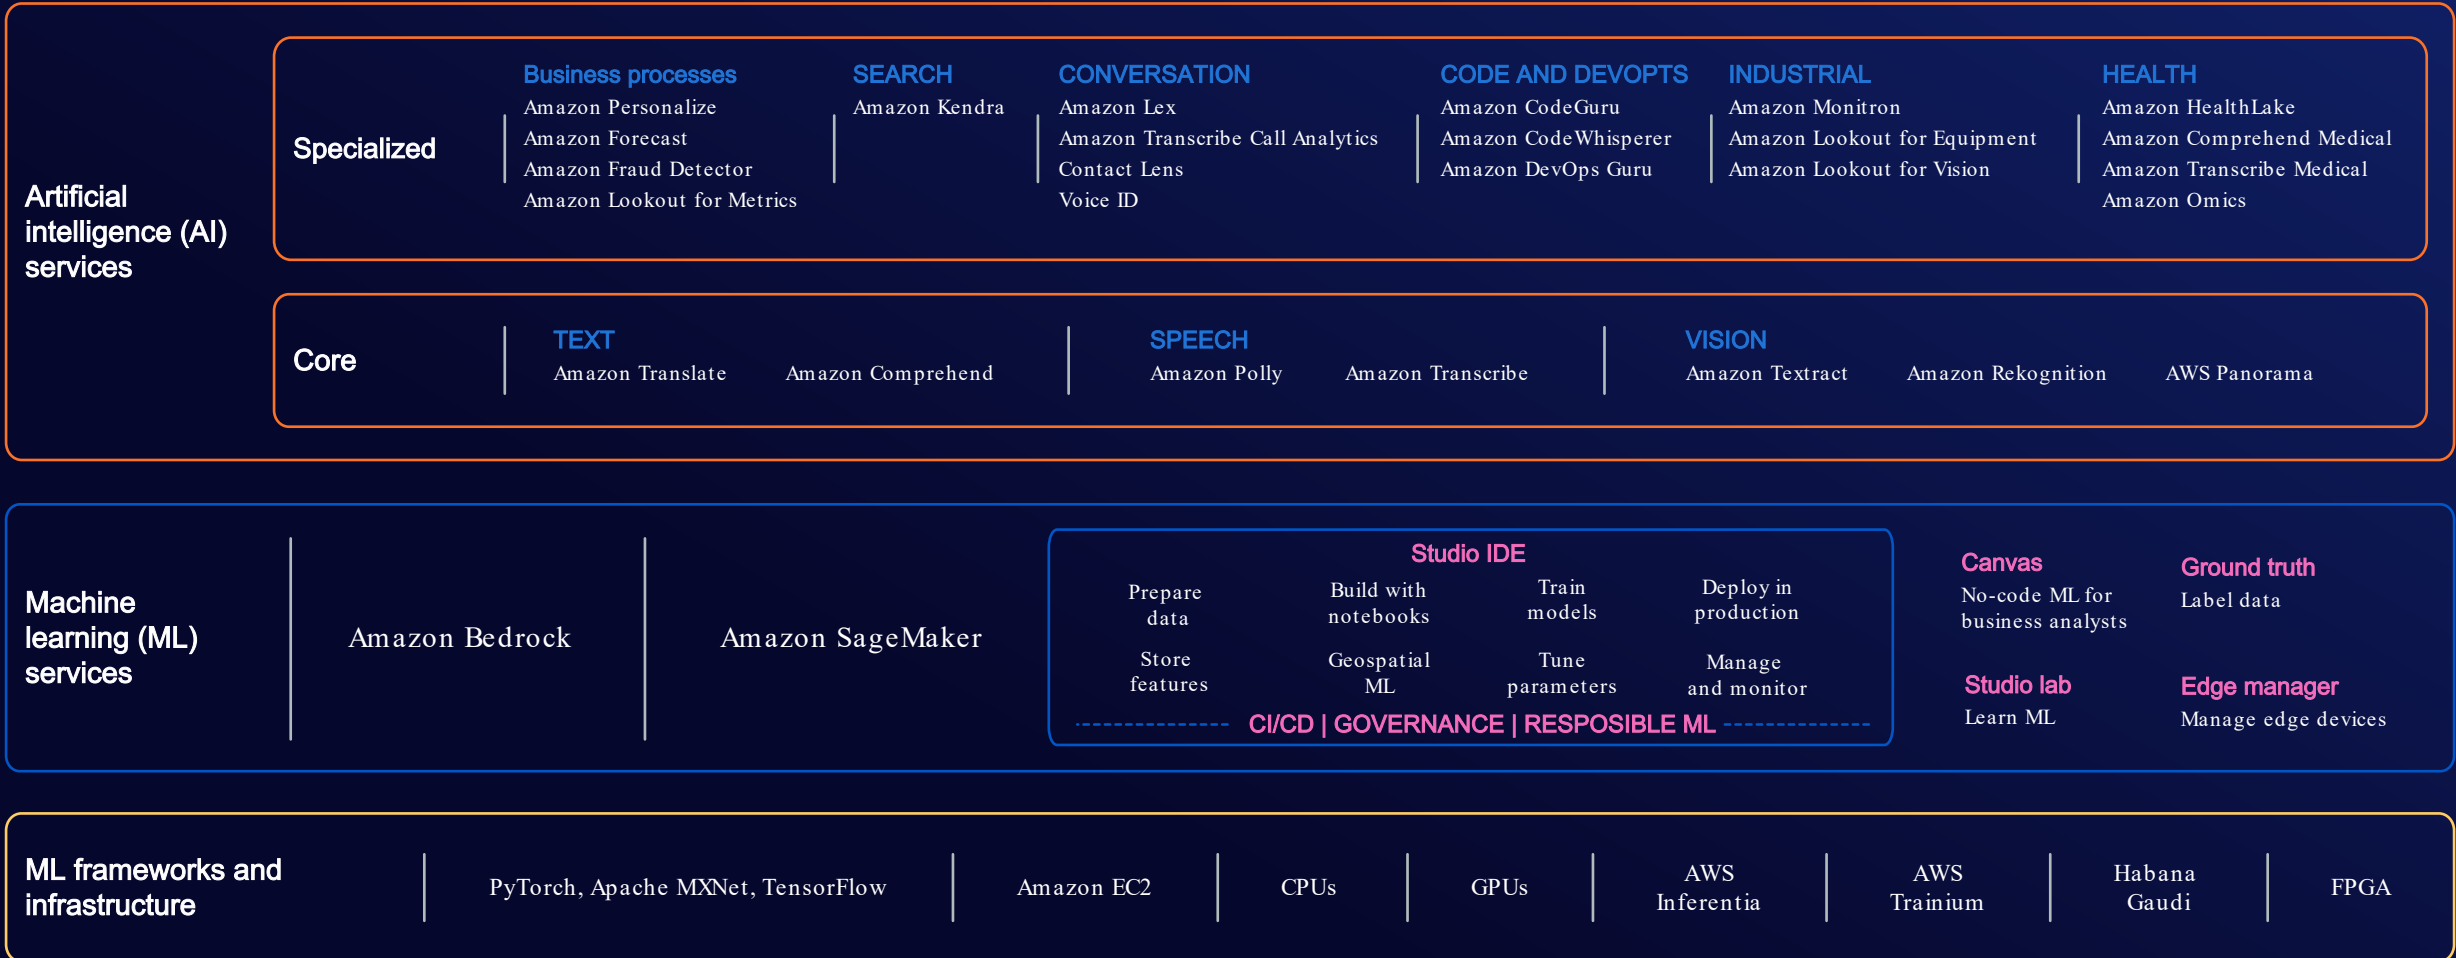 Artificial
intelligence (AI)
services
Specialized
Business processes
Amazon Personalize
Amazon Forecast
Amazon Fraud Detector
Amazon Lookout for Metrics
SEARCH
Amazon Kendra
CONVERSATION
Amazon Lex
Amazon Transcribe Call Analytics
Contact Lens
Voice ID
CODE AND DEVOPTS
Amazon CodeGuru
Amazon CodeWhisperer
Amazon DevOps Guru
INDUSTRIAL
Amazon Monitron
Amazon Lookout for Equipment
Amazon Lookout for Vision
HEALTH
Amazon HealthLake
Amazon Comprehend Medical
Amazon Transcribe Medical
Amazon Omics
Core
TEXT
Amazon Translate
Amazon Comprehend
SPEECH
Amazon Polly
Amazon Transcribe
VISION
Amazon Textract
Amazon Rekognition
AWS Panorama
Machine
learning (ML)
services
Amazon Bedrock
Amazon SageMaker
Studio IDE
Prepare
data
Build with
notebooks
Train
models
Deploy in
production
Store
features
Geospatial
ML
Tune
parameters
Manage
and monitor
CI/CD | GOVERNANCE | RESPOSIBLE ML
Canvas
No-code ML for
business analysts
Ground truth
Label data
Studio lab
Learn ML
Edge manager
Manage edge devices
ML frameworks and
infrastructure
PyTorch, Apache MXNet, TensorFlow
Amazon EC2
CPUs
GPUs
AWS
Inferentia
AWS
Trainium
Habana
Gaudi
FPGA